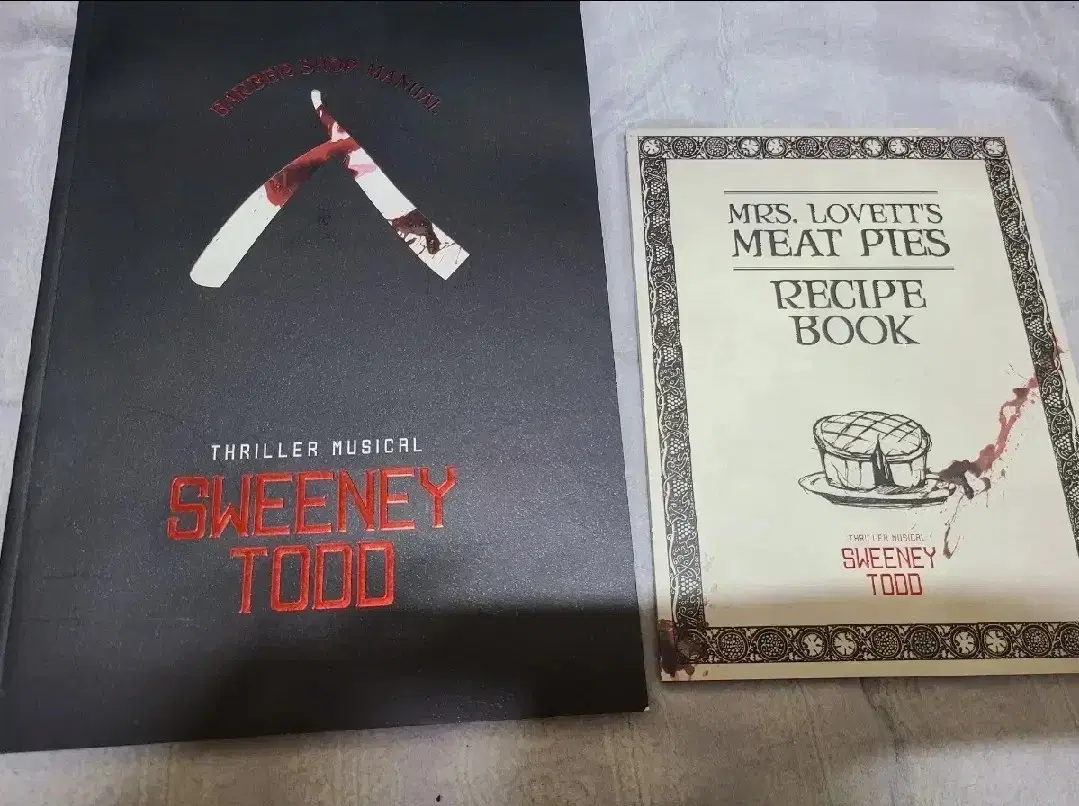 BARBER SHOP MANUAL
THRILLER MUSICAL
SWEENEY
TODD
MRS. LOVETT'S
MEAT PIES
RECIPE
BOOK
THRILLER MUSICAL
SWEENEY
TODD